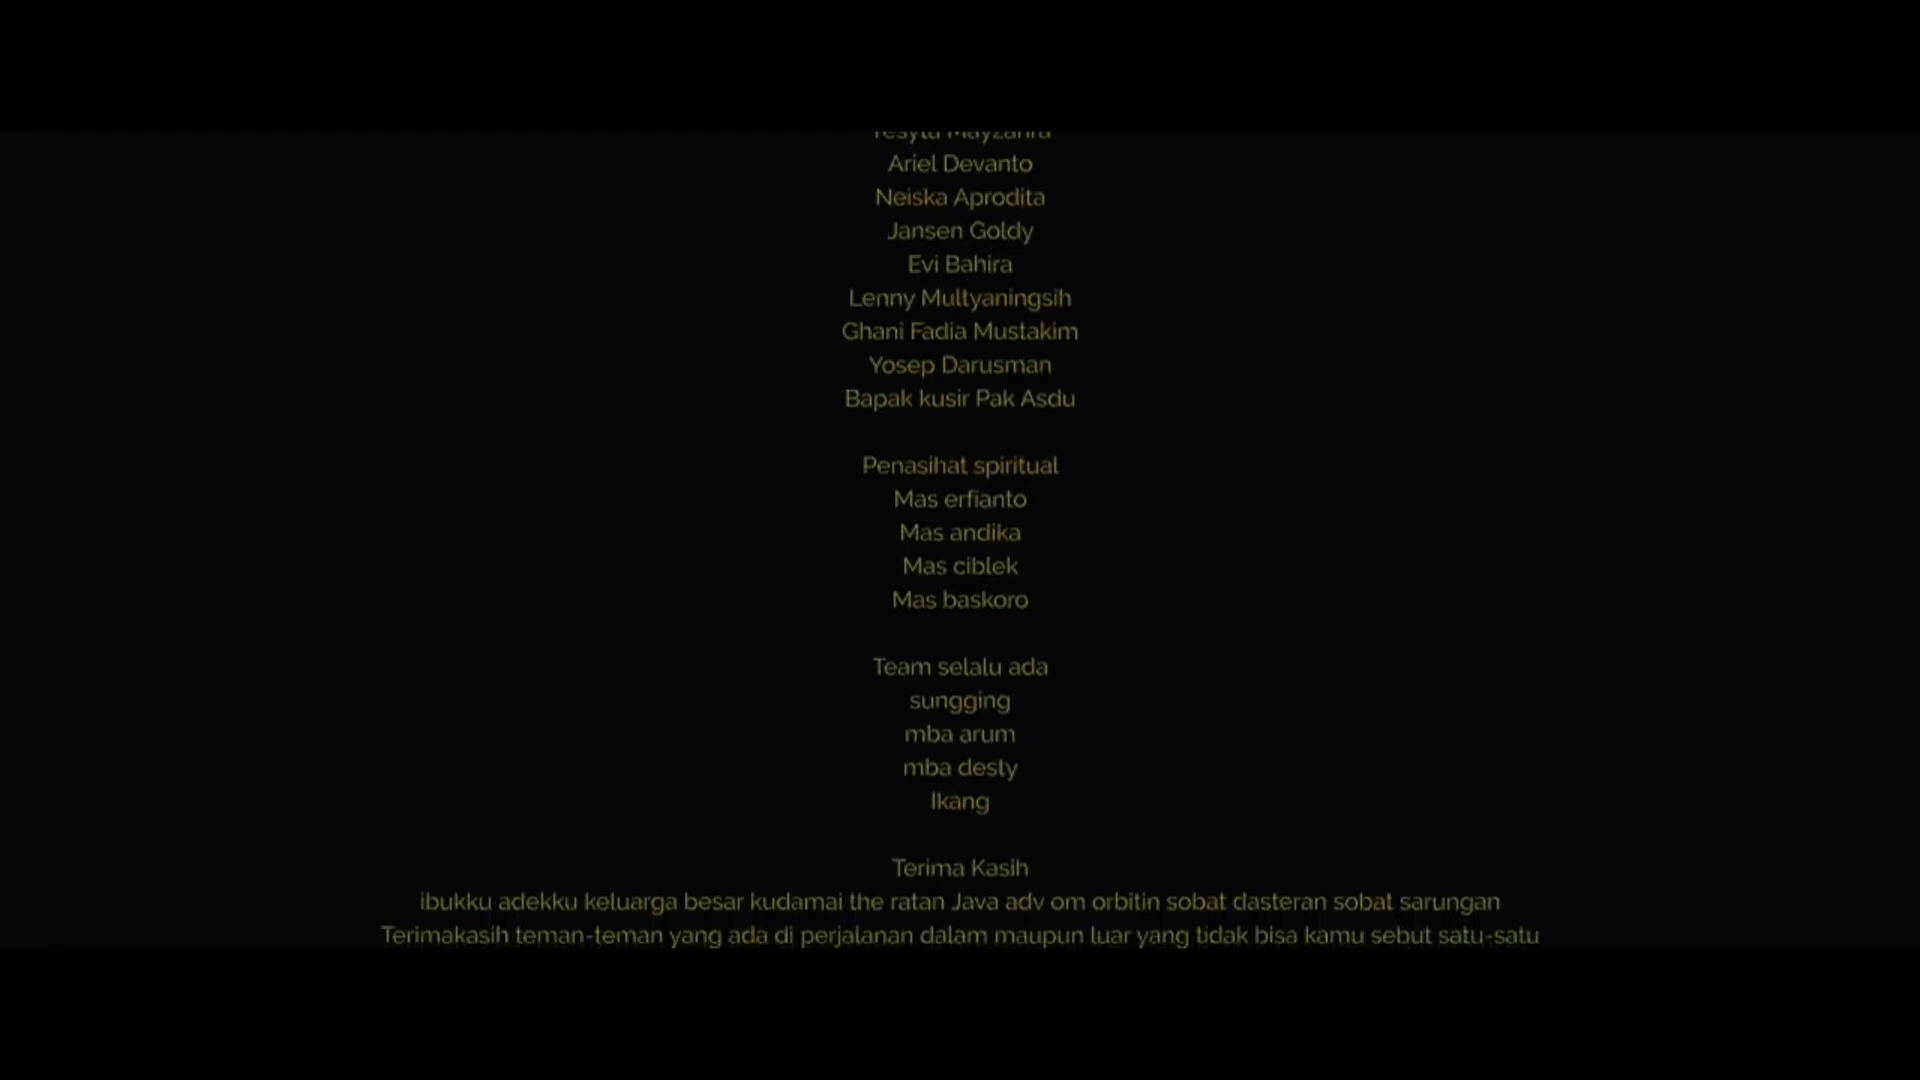 Ariel Devanto
Neiska Aprodita
Jansen Goldy
Evi Bahira
Lenny Multyaningsih
Ghani Fadia Mustakim
Yosep Darusman
Bapak kusir Pak Asdu
Penasihat spiritual
Mas erfianto
Mas andika
Mas ciblek
Mas baskoro
Team selalu ada
sungging
mba arum
mba desty
Ikang
Terima Kasih
ibukku adekku keluarga besar kudamai the ratan Java adv om orbitin sobat dasteran sobat sarungan
Terimakasih teman-teman yang ada di perjalanan dalam maupun luar yang tidak bisa kamu sebut satu-satu